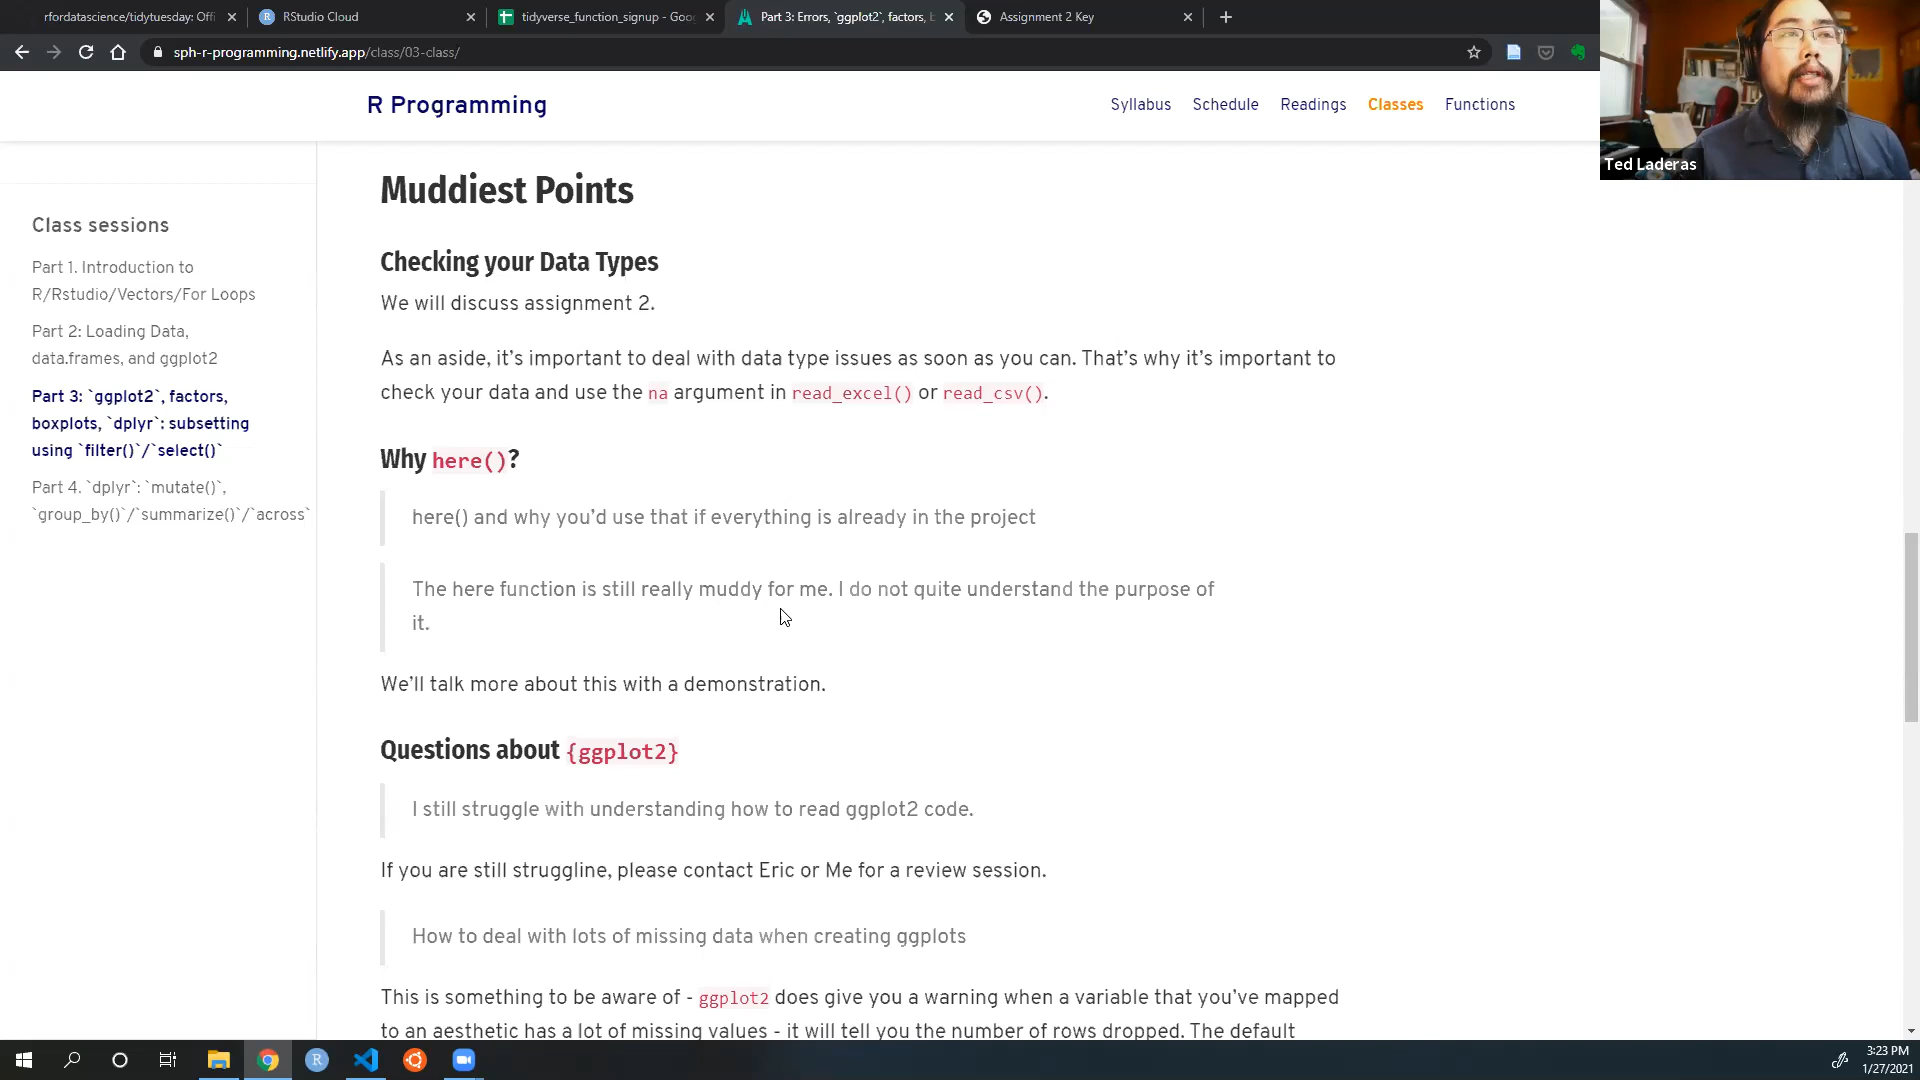 rfordatascience/tidytuesday: Offi
RStudio Cloud
tidyverse_function_signup - Goo
Part 3: Errors, `ggplot2`, factors, b
Assignment 2 Key
sph-r-programming.netlify.app/class/03-class/
R Programming
Syllabus Schedule Readings Classes Functions
Ted Laderas
Class sessions
Part 1. Introduction to
R/Rstudio/Vectors/For Loops
Part 2: Loading Data,
data.frames, and ggplot2
Part 3: `ggplot2`, factors,
boxplots, `dplyr`: subsetting
using `filter()`/`select()`
Part 4. `dplyr`: `mutate()`,
`group_by()`/`summarize()`/`across`
Muddiest Points
Checking your Data Types
We will discuss assignment 2.
As an aside, it's important to deal with data type issues as soon as you can. That's why it's important to
check your data and use the na argument in read_excel() or read_csv().
Why here()?
here() and why you'd use that if everything is already in the project
The here function is still really muddy for me. I do not quite understand the purpose of
it.
We'll talk more about this with a demonstration.
Questions about {ggplot2}
I still struggle with understanding how to read ggplot2 code.
If you are still struggline, please contact Eric or Me for a review session.
How to deal with lots of missing data when creating ggplots
This is something to be aware of - ggplot2 does give you a warning when a variable that you've mapped
to an aesthetic has a lot of missing values - it will tell you the number of rows dropped. The default
3:23 PM
1/27/2021